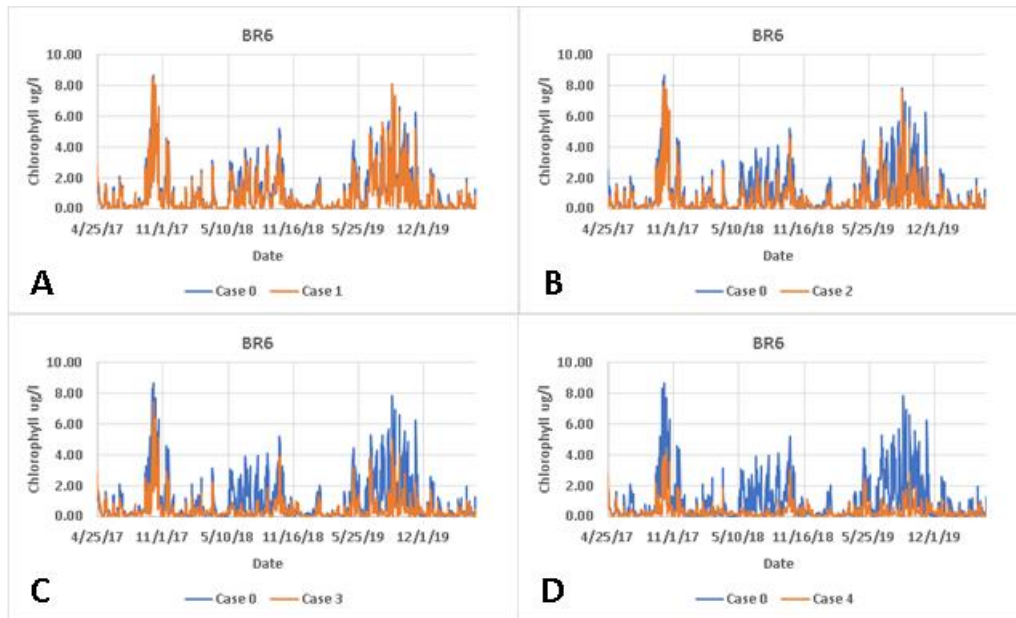 BR6
10.00
8.00
6.00
4.00
2.00
0.00
Chlorophyll ug/l
4/25/17 11/1/17 5/10/18 11/16/18 5/25/19 12/1/19
Date
A
Case 0 Case 1
BR6
10.00
8.00
6.00
4.00
2.00
0.00
Chlorophyll ug/l
4/25/17 11/1/17 5/10/18 11/16/18 5/25/19 12/1/19
Date
B
Case 0 Case 2
BR6
10.00
8.00
6.00
4.00
2.00
0.00
Chlorophyll ug/l
4/25/17 11/1/17 5/10/18 11/16/18 5/25/19 12/1/19
Date
C
Case 0 Case 3
BR6
10.00
8.00
6.00
4.00
2.00
0.00
Chlorophyll ug/l
4/25/17 11/1/17 5/10/18 11/16/18 5/25/19 12/1/19
Date
D
Case 0 Case 4